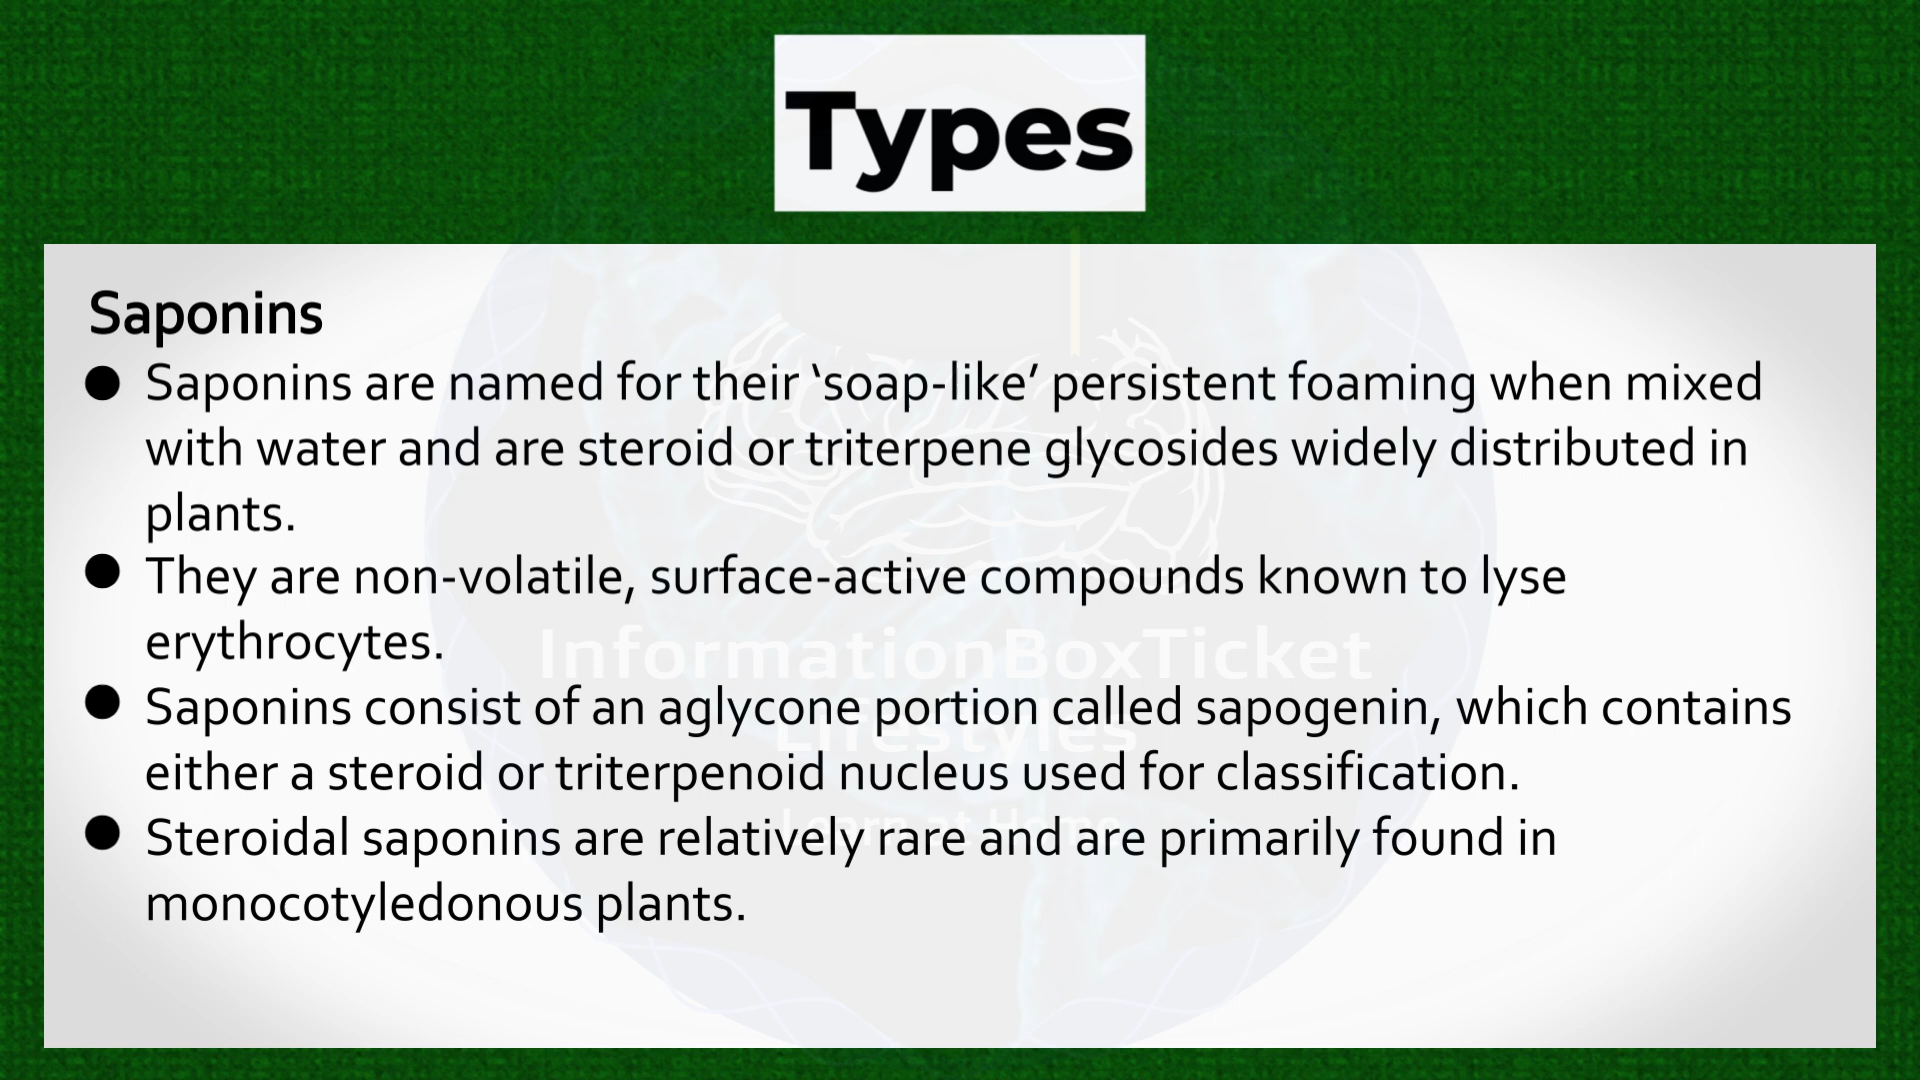 Types
Saponins
● Saponins are named for their ‘soap-like’ persistent foaming when mixed
with water and are steroid or triterpene glycosides widely distributed in
plants.
● They are non-volatile, surface-active compounds known to lyse
erythrocytes.
InformationBoxTicket
● Saponins consist of an aglycone portion called sapogenin, which contains
Lifestyles
either a steroid or triterpenoid nucleus used for classification.
● Steroidal saponins are relatively rare and are primarily found in
Learn at Home
monocotyledonous plants.